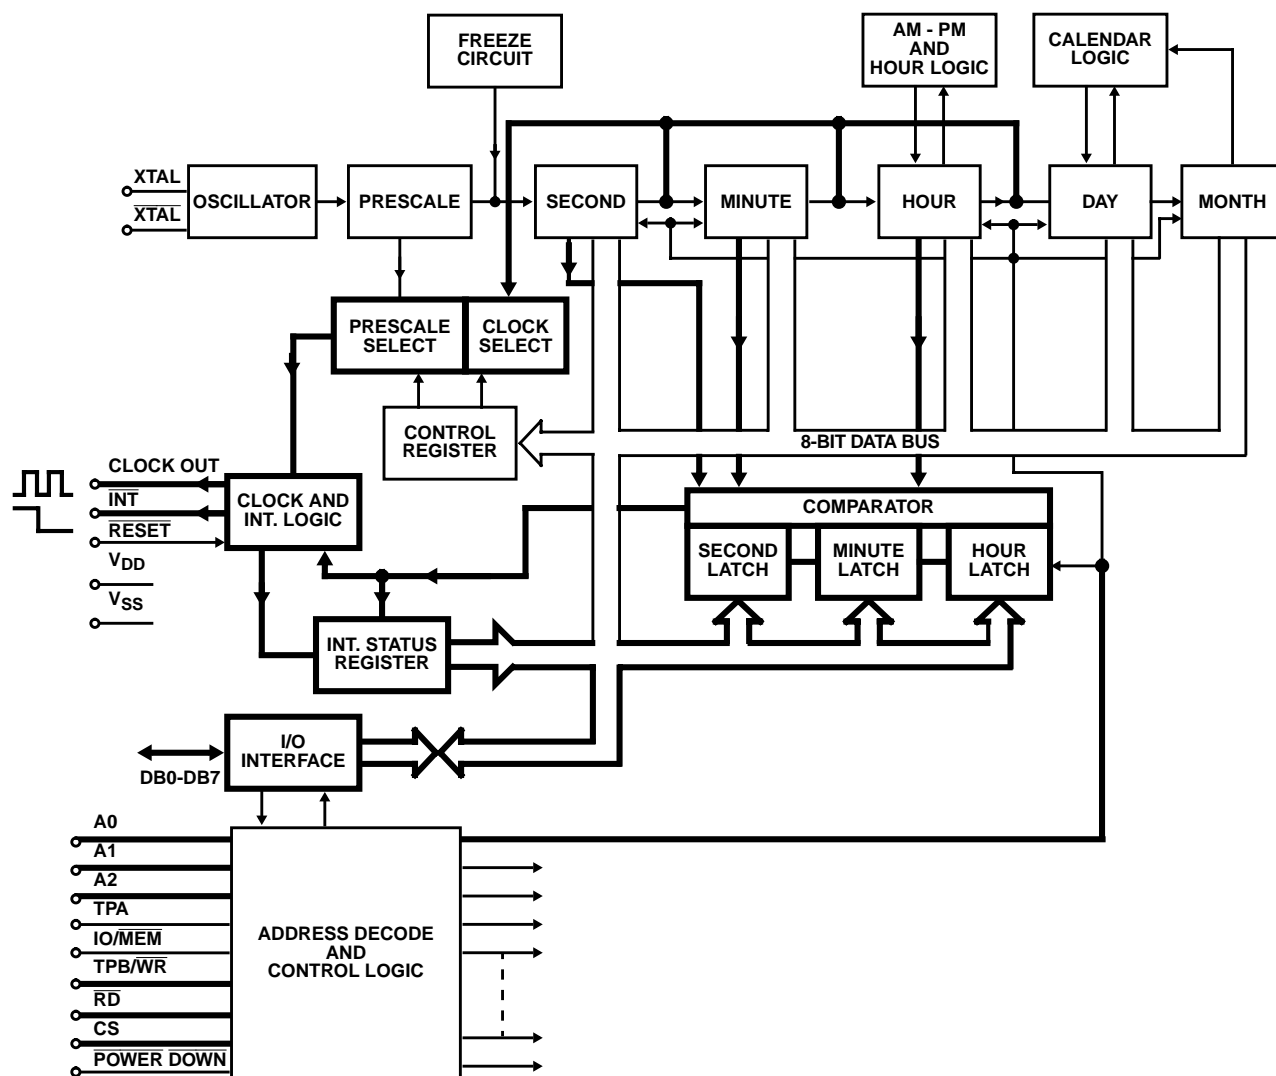 FREEZE
CIRCUIT
AM - PM
AND
HOUR LOGIC
CALENDAR
LOGIC
XTAL
XTAL
OSCILLATOR
PRESCALE
SECOND
MINUTE
HOUR
DAY
MONTH
PRESCALE
SELECT
CLOCK
SELECT
CONTROL
REGISTER
8-BIT DATA BUS
CLOCK OUT
INT
RESET
VDD
VSS
CLOCK AND
INT. LOGIC
COMPARATOR
SECOND
LATCH
MINUTE
LATCH
HOUR
LATCH
INT. STATUS
REGISTER
I/O
INTERFACE
DB0-DB7
A0
A1
A2
TPA
IO/MEM
TPB/WR
RD
CS
POWER DOWN
ADDRESS DECODE
AND
CONTROL LOGIC